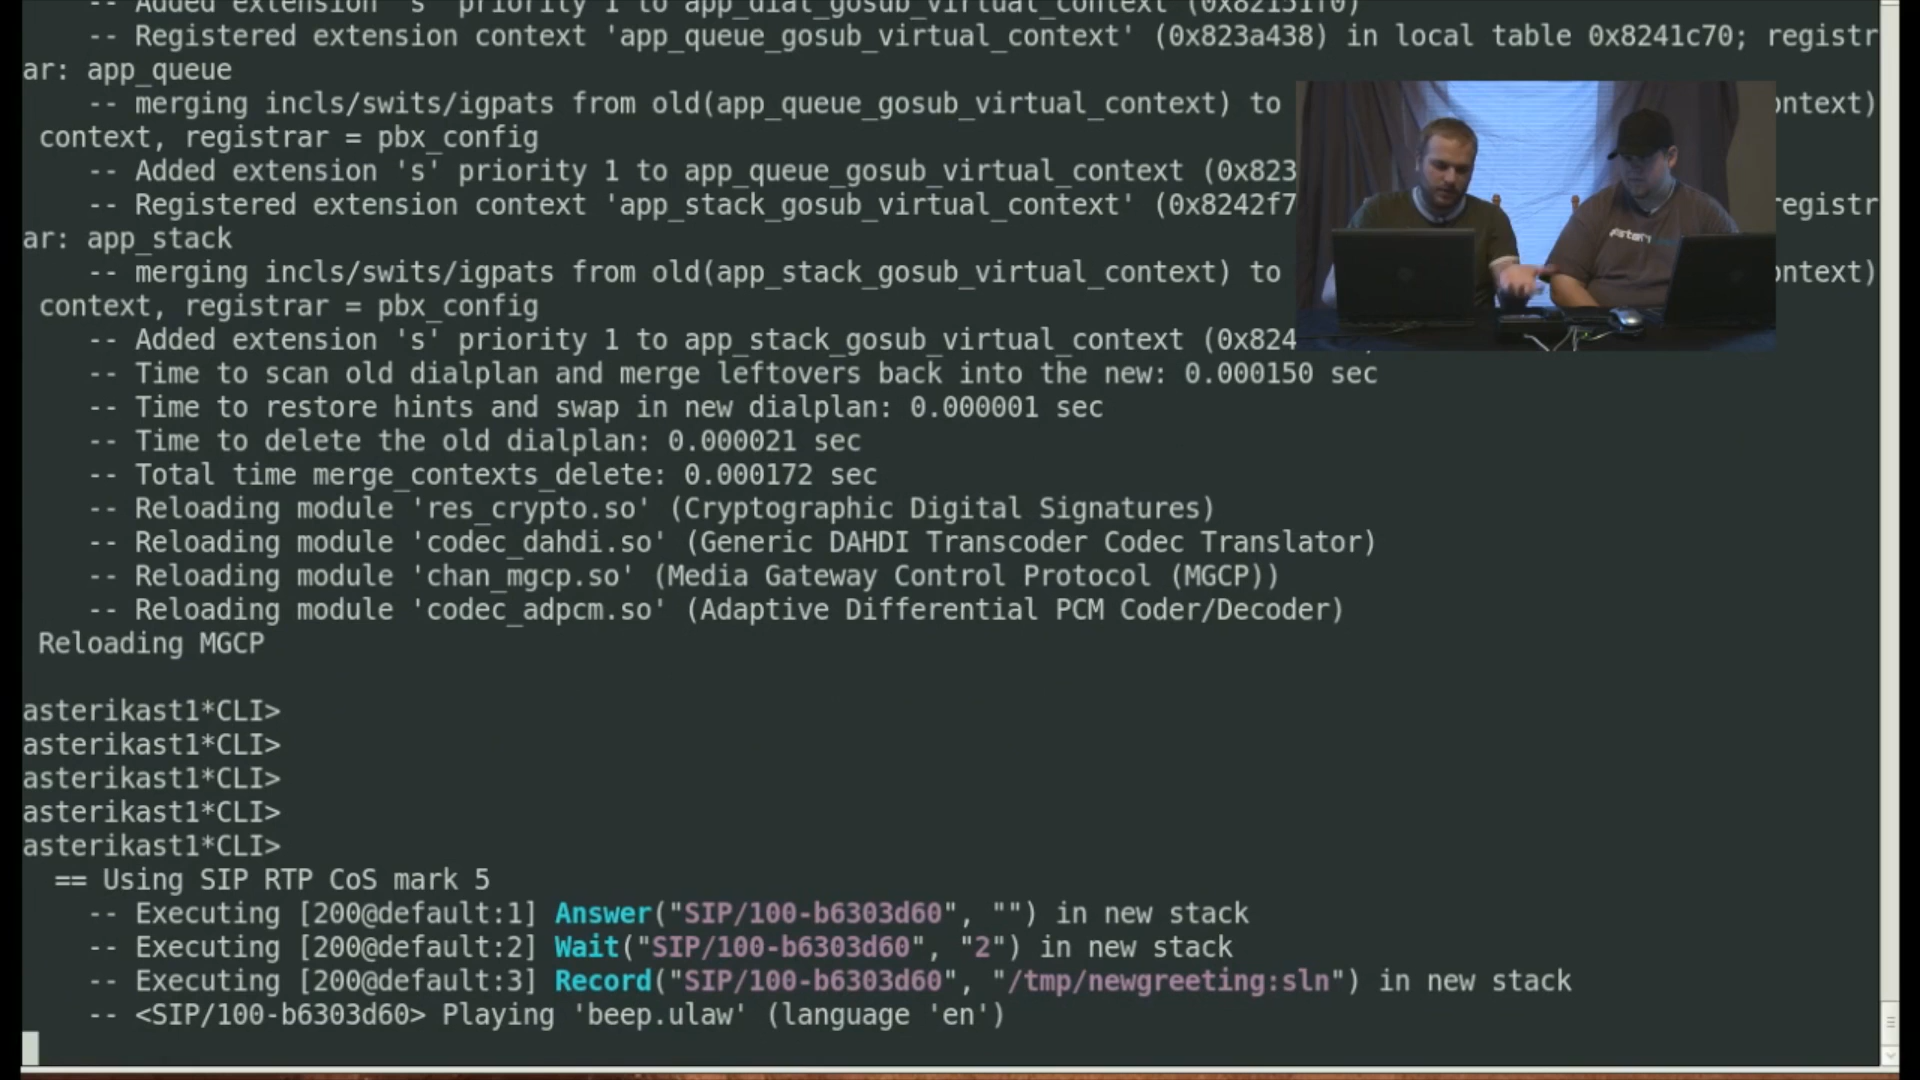 -- Added extension 's' priority 1 to app_dial_gosub_virtual_context (0x82151f0)
-- Registered extension context 'app_queue_gosub_virtual_context' (0x823a438) in local table 0x8241c70; registr
ar: app_queue
-- merging incls/swits/igpats from old(app_queue_gosub_virtual_context) to ontext)
context, registrar = pbx_config
-- Added extension 's' priority 1 to app_queue_gosub_virtual_context (0x823
-- Registered extension context 'app_stack_gosub_virtual_context' (0x8242f7 registr
ar: app_stack
-- merging incls/swits/igpats from old(app_stack_gosub_virtual_context) to ontext)
context, registrar = pbx_config
-- Added extension 's' priority 1 to app_stack_gosub_virtual_context (0x824
-- Time to scan old dialplan and merge leftovers back into the new: 0.000150 sec
-- Time to restore hints and swap in new dialplan: 0.000001 sec
-- Time to delete the old dialplan: 0.000021 sec
-- Total time merge_contexts_delete: 0.000172 sec
-- Reloading module 'res_crypto.so' (Cryptographic Digital Signatures)
-- Reloading module 'codec_dahdi.so' (Generic DAHDI Transcoder Codec Translator)
-- Reloading module 'chan_mgcp.so' (Media Gateway Control Protocol (MGCP))
-- Reloading module 'codec_adpcm.so' (Adaptive Differential PCM Coder/Decoder)
Reloading MGCP
asterikast1*CLI>
asterikast1*CLI>
asterikast1*CLI>
asterikast1*CLI>
asterikast1*CLI>
== Using SIP RTP CoS mark 5
-- Executing [200@default:1] Answer("SIP/100-b6303d60", "") in new stack
-- Executing [200@default:2] Wait("SIP/100-b6303d60", "2") in new stack
-- Executing [200@default:3] Record("SIP/100-b6303d60", "/tmp/newgreeting:sln") in new stack
-- <SIP/100-b6303d60> Playing 'beep.ulaw' (language 'en')